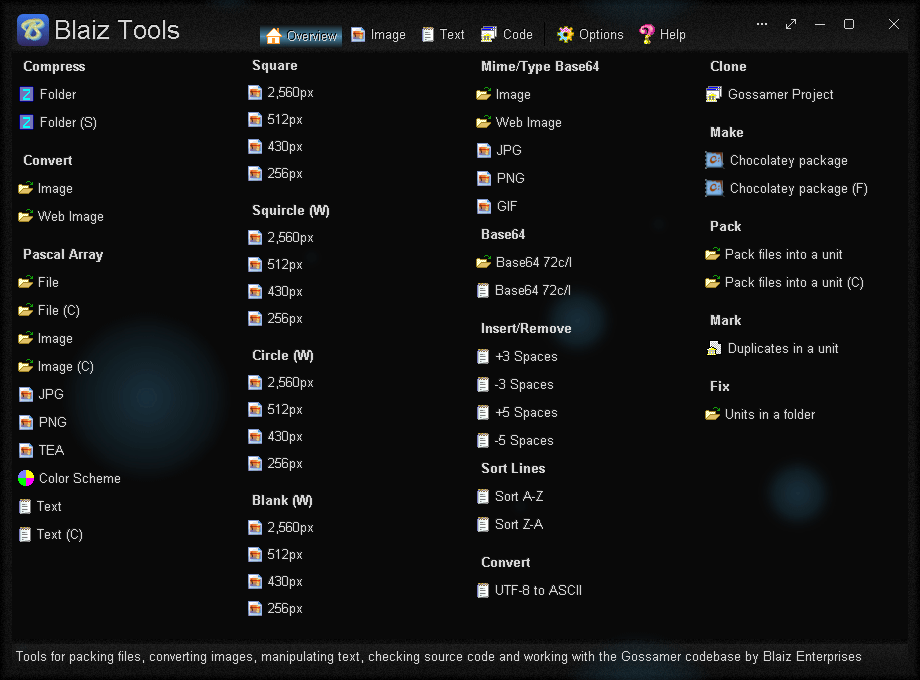 Blaiz Tools
Overview
Image
Text
Code
Options
Help
Compress
Folder
Folder (S)
Convert
Image
Web Image
Pascal Array
File
File (C)
Image
Image (C)
JPG
PNG
TEA
Color Scheme
Text
Text (C)
Square
2,560px
512px
430px
256px
Squircle (W)
2,560px
512px
430px
256px
Circle (W)
2,560px
512px
430px
256px
Blank (W)
2,560px
512px
430px
256px
Mime/Type Base64
Image
Web Image
JPG
PNG
GIF
Base64
Base64 72c/l
Base64 72c/l
Insert/Remove
+3 Spaces
-3 Spaces
+5 Spaces
-5 Spaces
Sort Lines
Sort A-Z
Sort Z-A
Convert
UTF-8 to ASCII
Clone
Gossamer Project
Make
Chocolatey package
Chocolatey package (F)
Pack
Pack files into a unit
Pack files into a unit (C)
Mark
Duplicates in a unit
Fix
Units in a folder
Tools for packing files, converting images, manipulating text, checking source code and working with the Gossamer codebase by Blaiz Enterprises